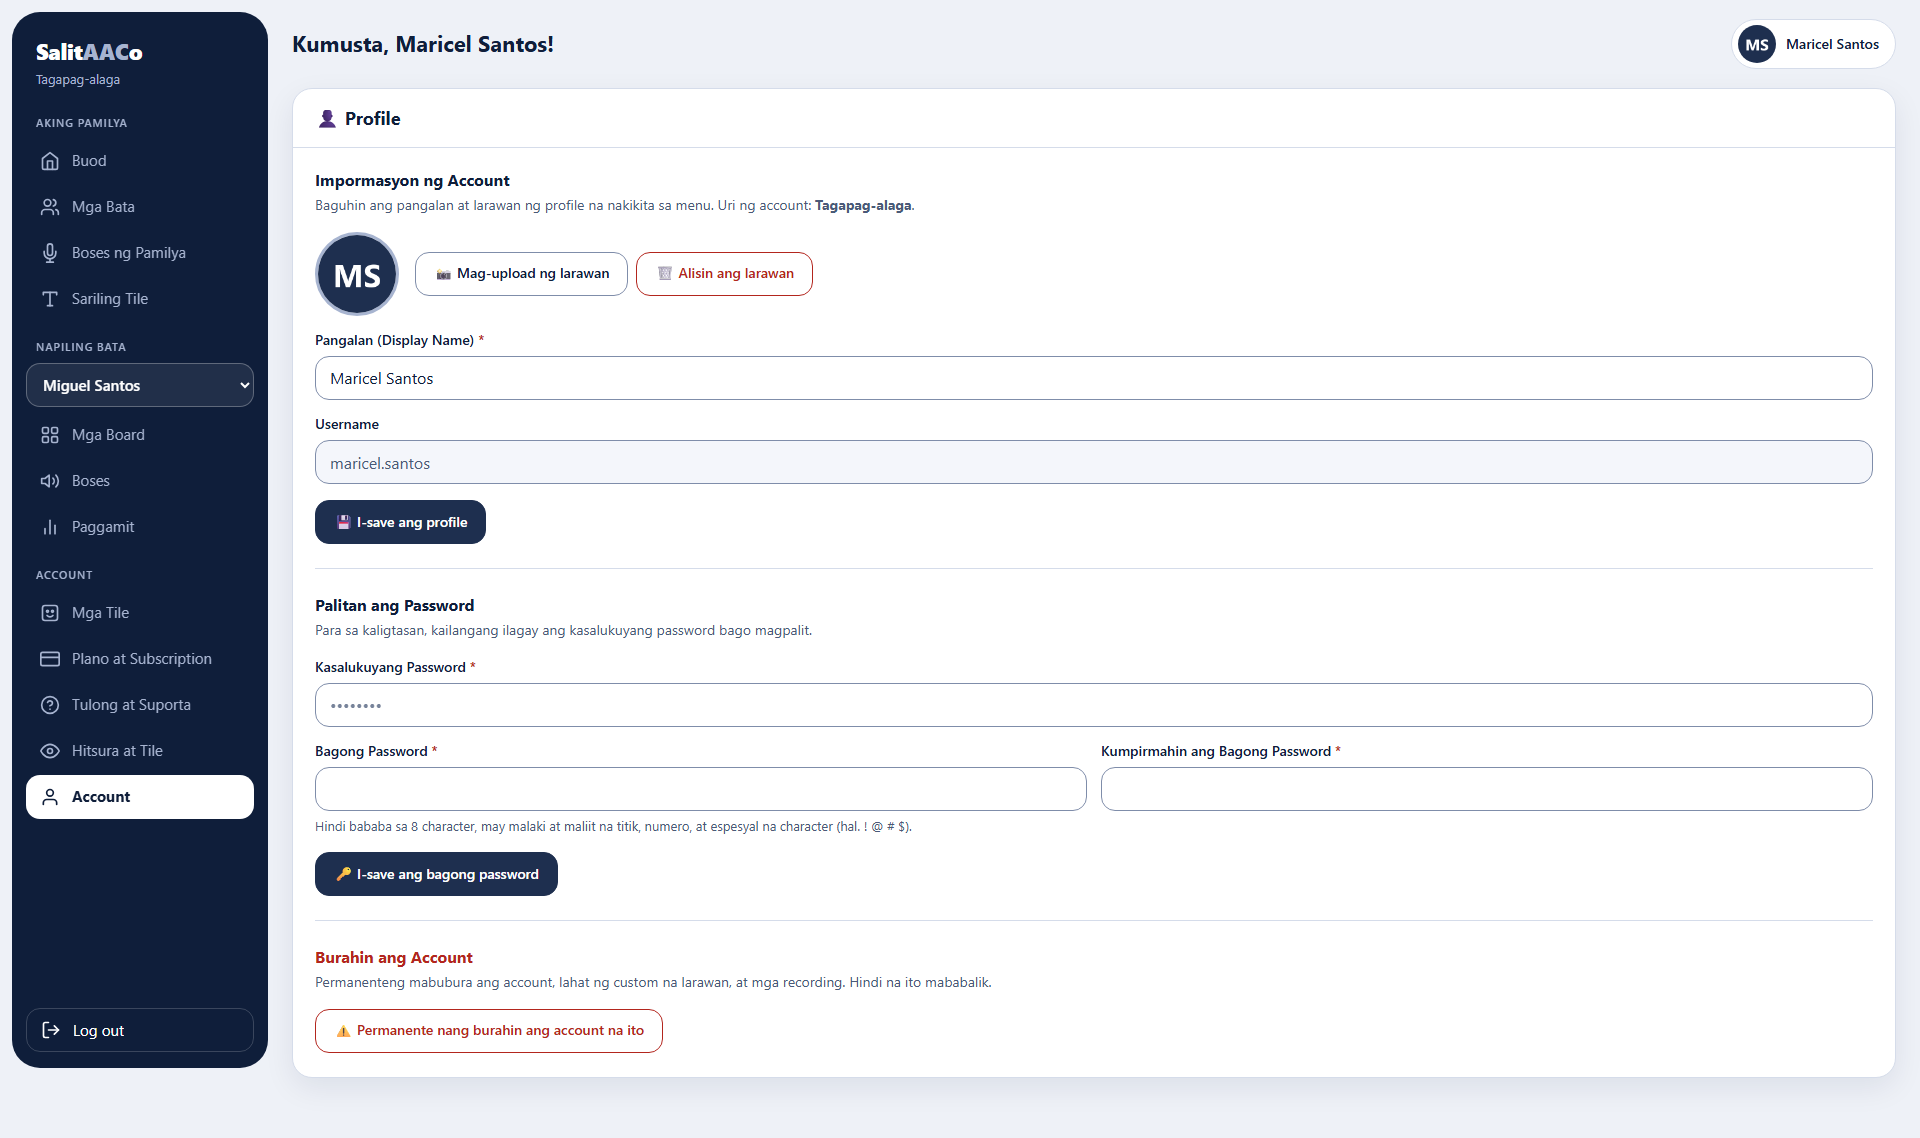 SalitAACo
Tagapag-alaga
AKING PAMILYA
Buod
Mga Bata
Boses ng Pamilya
Sariling Tile
NAPILING BATA
Miguel Santos
Mga Board
Boses
Paggamit
ACCOUNT
Mga Tile
Plano at Subscription
Tulong at Suporta
Hitsura at Tile
Account
Log out
Kumusta, Maricel Santos!
MS Maricel Santos
Profile
Impormasyon ng Account
Baguhin ang pangalan at larawan ng profile na nakikita sa menu. Uri ng account: Tagapag-alaga.
MS
Mag-upload ng larawan
Alisin ang larawan
Pangalan (Display Name) *
Maricel Santos
Username
maricel.santos
I-save ang profile
Palitan ang Password
Para sa kaligtasan, kailangang ilagay ang kasalukuyang password bago magpalit.
Kasalukuyang Password *
••••••••
Bagong Password *
Kumpirmahin ang Bagong Password *
Hindi bababa sa 8 character, may malaki at maliit na titik, numero, at espesyal na character (hal. ! @ # $).
I-save ang bagong password
Burahin ang Account
Permanenteng mabubura ang account, lahat ng custom na larawan, at mga recording. Hindi na ito mababalik.
Permanente nang burahin ang account na ito